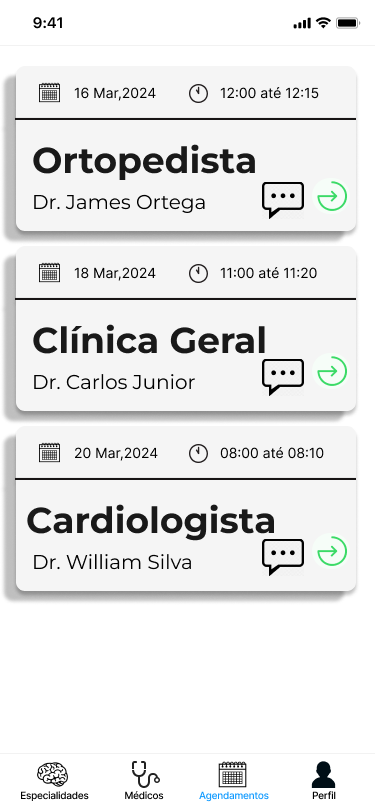 9:41
16 Mar,2024 12:00 até 12:15
Ortopedista
Dr. James Ortega
18 Mar,2024 11:00 até 11:20
Clínica Geral
Dr. Carlos Junior
20 Mar,2024 08:00 até 08:10
Cardiologista
Dr. William Silva
Especialidades Médicos Agendamentos Perfil